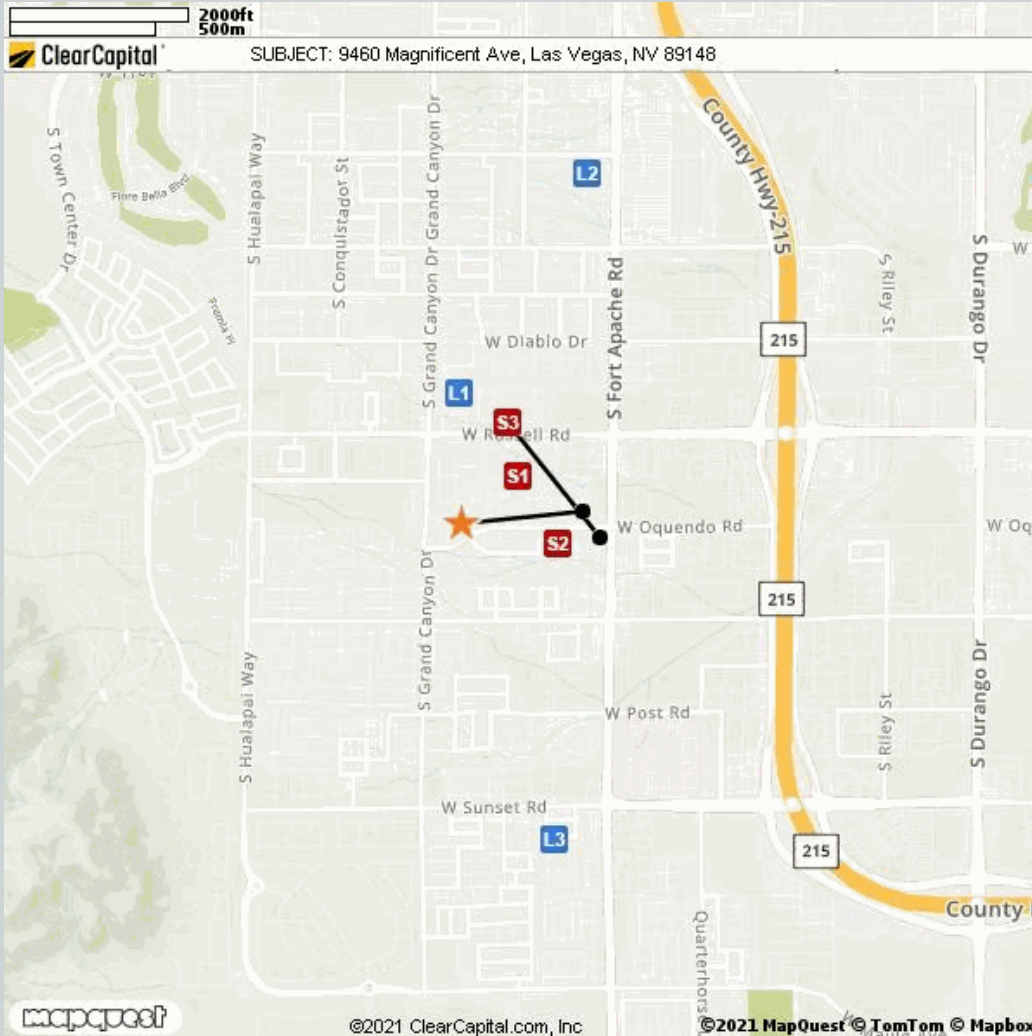 2000ft
500m
ClearCapital
SUBJECT: 9460 Magnificent Ave, Las Vegas, NV 89148
S Town Center Dr
Fiore Bella Blvd
S Hualapai Way
S Conquistador St
S Grand Canyon Dr
Grand Canyon Dr
L2
County Hwy-215
S Fort Apache Rd
S Riley St
S Durango Dr
W
W Diablo Dr
215
L1
S3
W Russell Rd
S1
W Oquendo Rd
W Oq
S2
215
S Grand Canyon Dr
S Hualapai Way
W Post Rd
S Riley St
S Durango Dr
W Sunset Rd
L3
215
County
Quarterhorse
mapquest
©2021 ClearCapital.com, Inc
©2021 MapQuest © TomTom © Mapbox